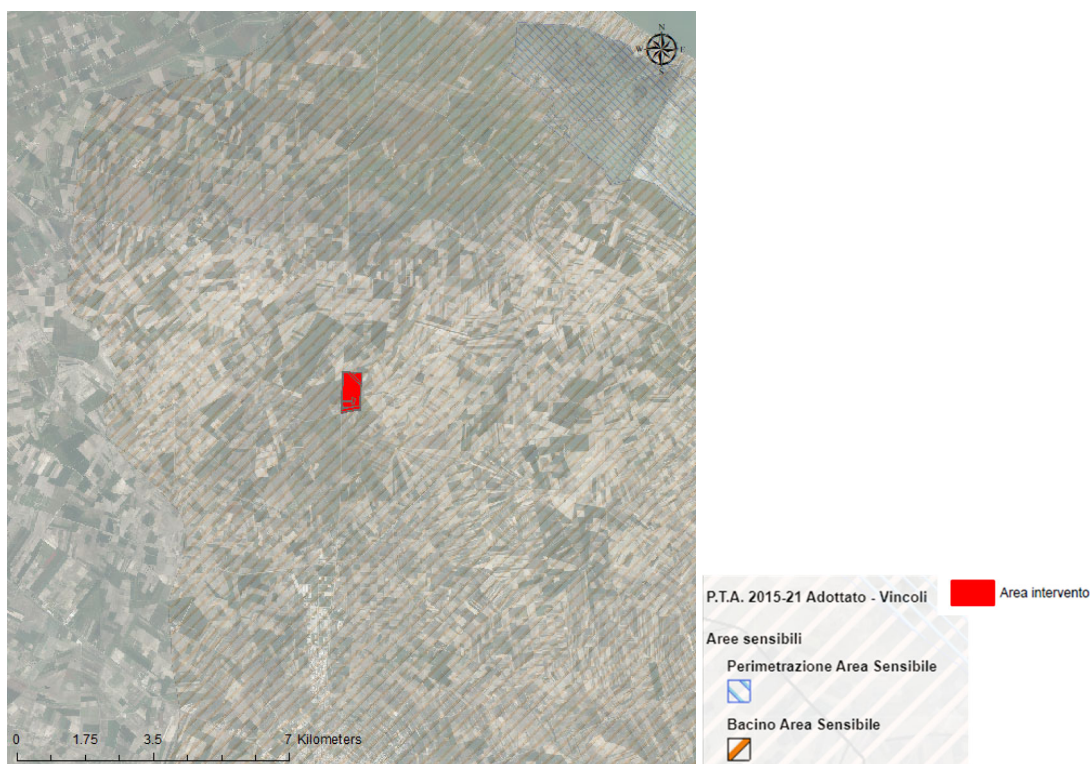 N
W E
S
0 1.75 3.5 7 Kilometers
P.T.A. 2015-21 Adottato - Vincoli
Area intervento
Aree sensibili
Perimetrazione Area Sensibile
Bacino Area Sensibile